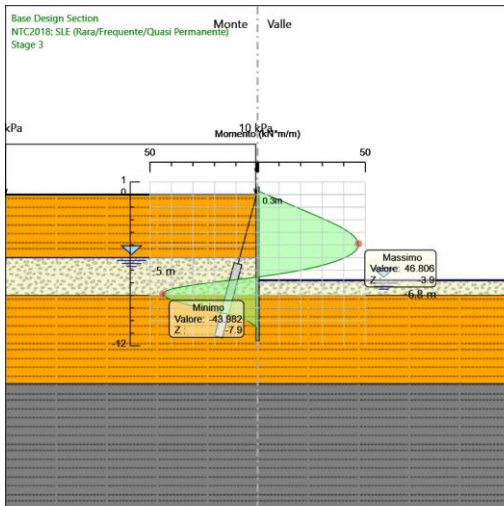 Base Design Section
NTC2018: SLE (Rara/Frequente/Quasi Permanente)
Stage 3
Monte
Valle
kPa
10 kPa
Momento (kN*m/m)
50
0
50
1
0
0.3m
-5 m
Massimo
Valore: 46.806
Z : -3.9
-6.8 m
Minimo
Valore: -43.982
Z : -7.9
-12